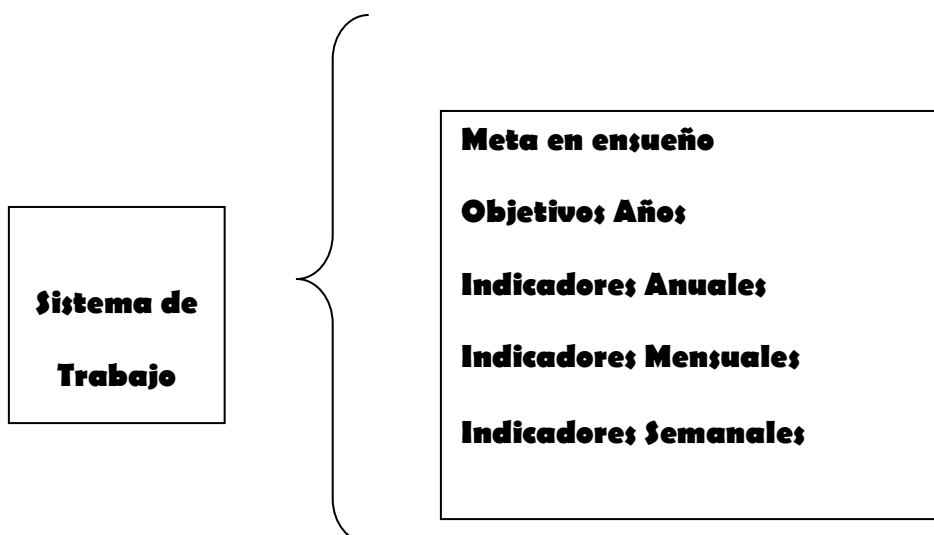 Sistema de
Trabajo
Meta en ensueño
Objetivos Años
Indicadores Anuales
Indicadores Mensuales
Indicadores Semanales